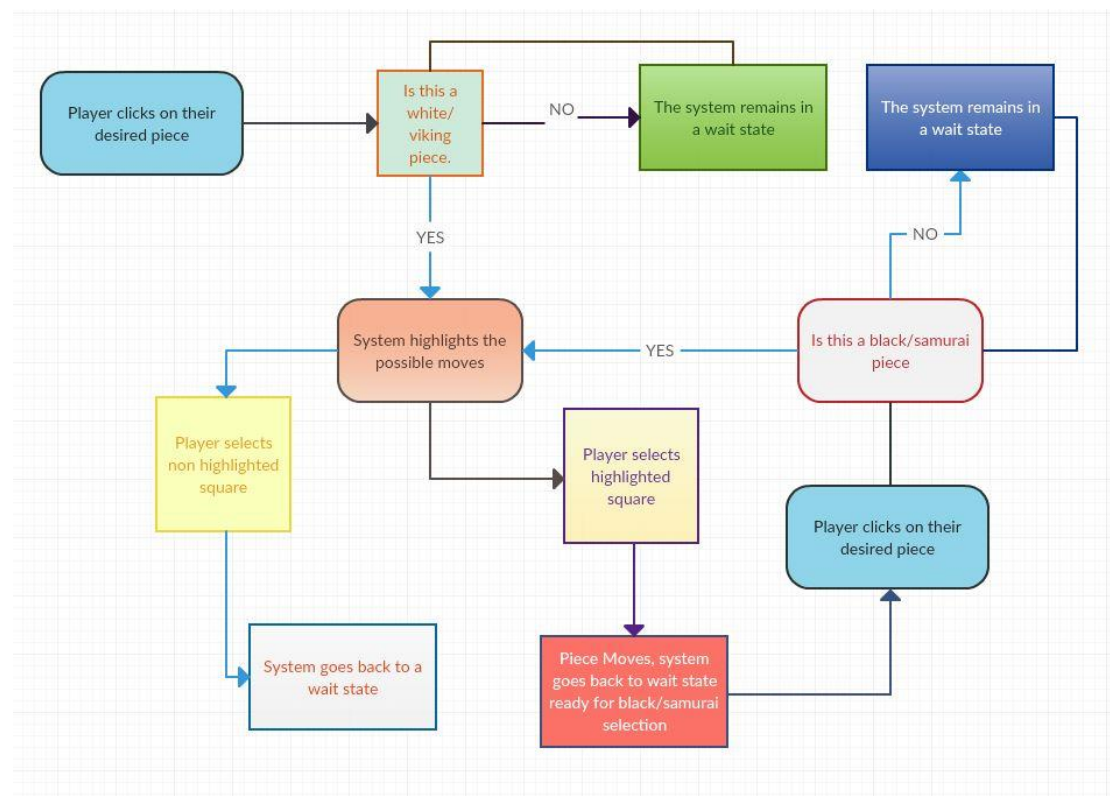 Player clicks on their
desired piece
Is this a
white/
viking
piece.
NO
The system remains in
a wait state
The system remains in
a wait state
YES
NO
System highlights the
possible moves
YES
Is this a black/samurai
piece
Player selects
non highlighted
square
Player selects
highlighted
square
Player clicks on their
desired piece
System goes back to a
wait state
Piece Moves, system
goes back to wait state
ready for black/samurai
selection